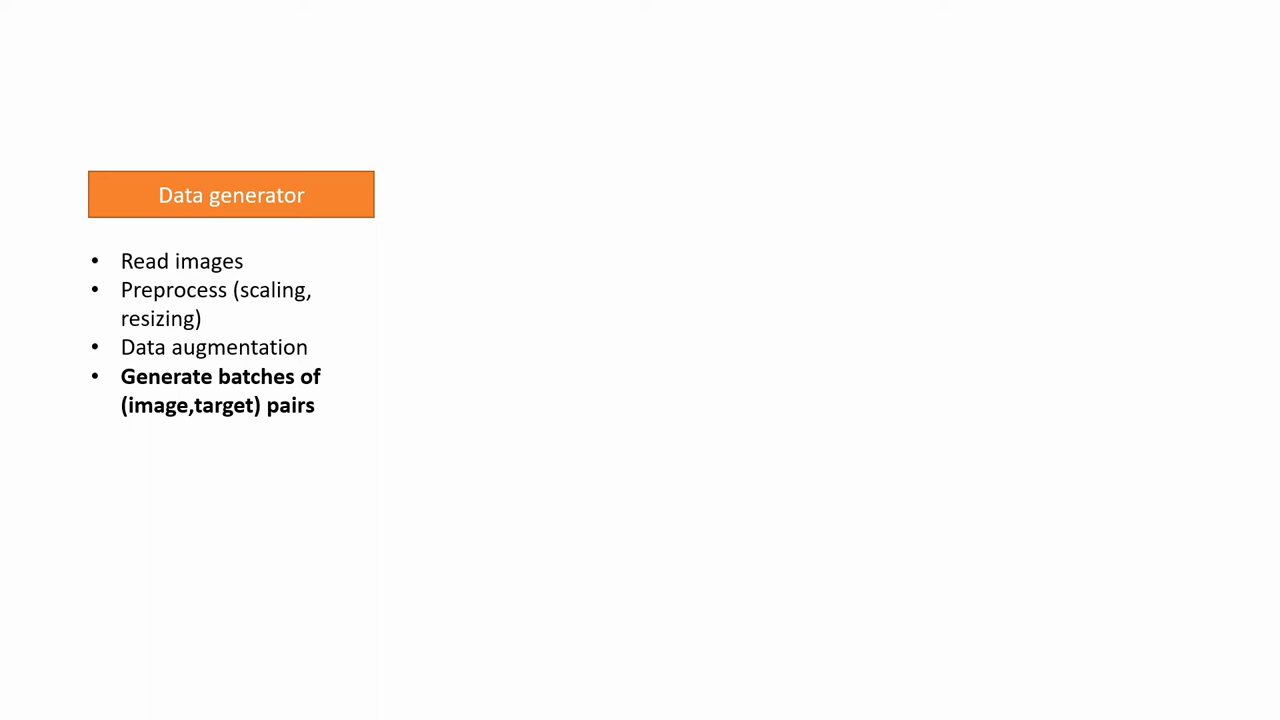 Data generator
• Read images
• Preprocess (scaling,
resizing)
• Data augmentation
• Generate batches of
(image,target) pairs